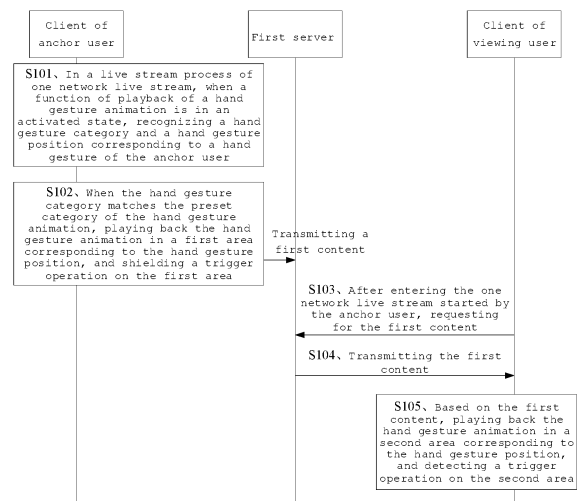 Client of
anchor user
First server
Client of
viewing user
S101、In a live stream process of
one network live stream, when a
function of playback of a hand
gesture animation is in an
activated state, recognizing a hand
gesture category and a hand gesture
position corresponding to a hand
gesture of the anchor user
S102、When the hand gesture
category matches the preset
category of the hand gesture
animation, playing back the hand
gesture animation in a first area
corresponding to the hand gesture
position, and shielding a trigger
operation on the first area
Transmitting a
first content
S103、After entering the one
network live stream started by
the anchor user, requesting
for the first content
S104、Transmitting the first
content
S105、Based on the first
content, playing back the
hand gesture animation in a
second area corresponding to
the hand gesture position,
and detecting a trigger
operation on the second area